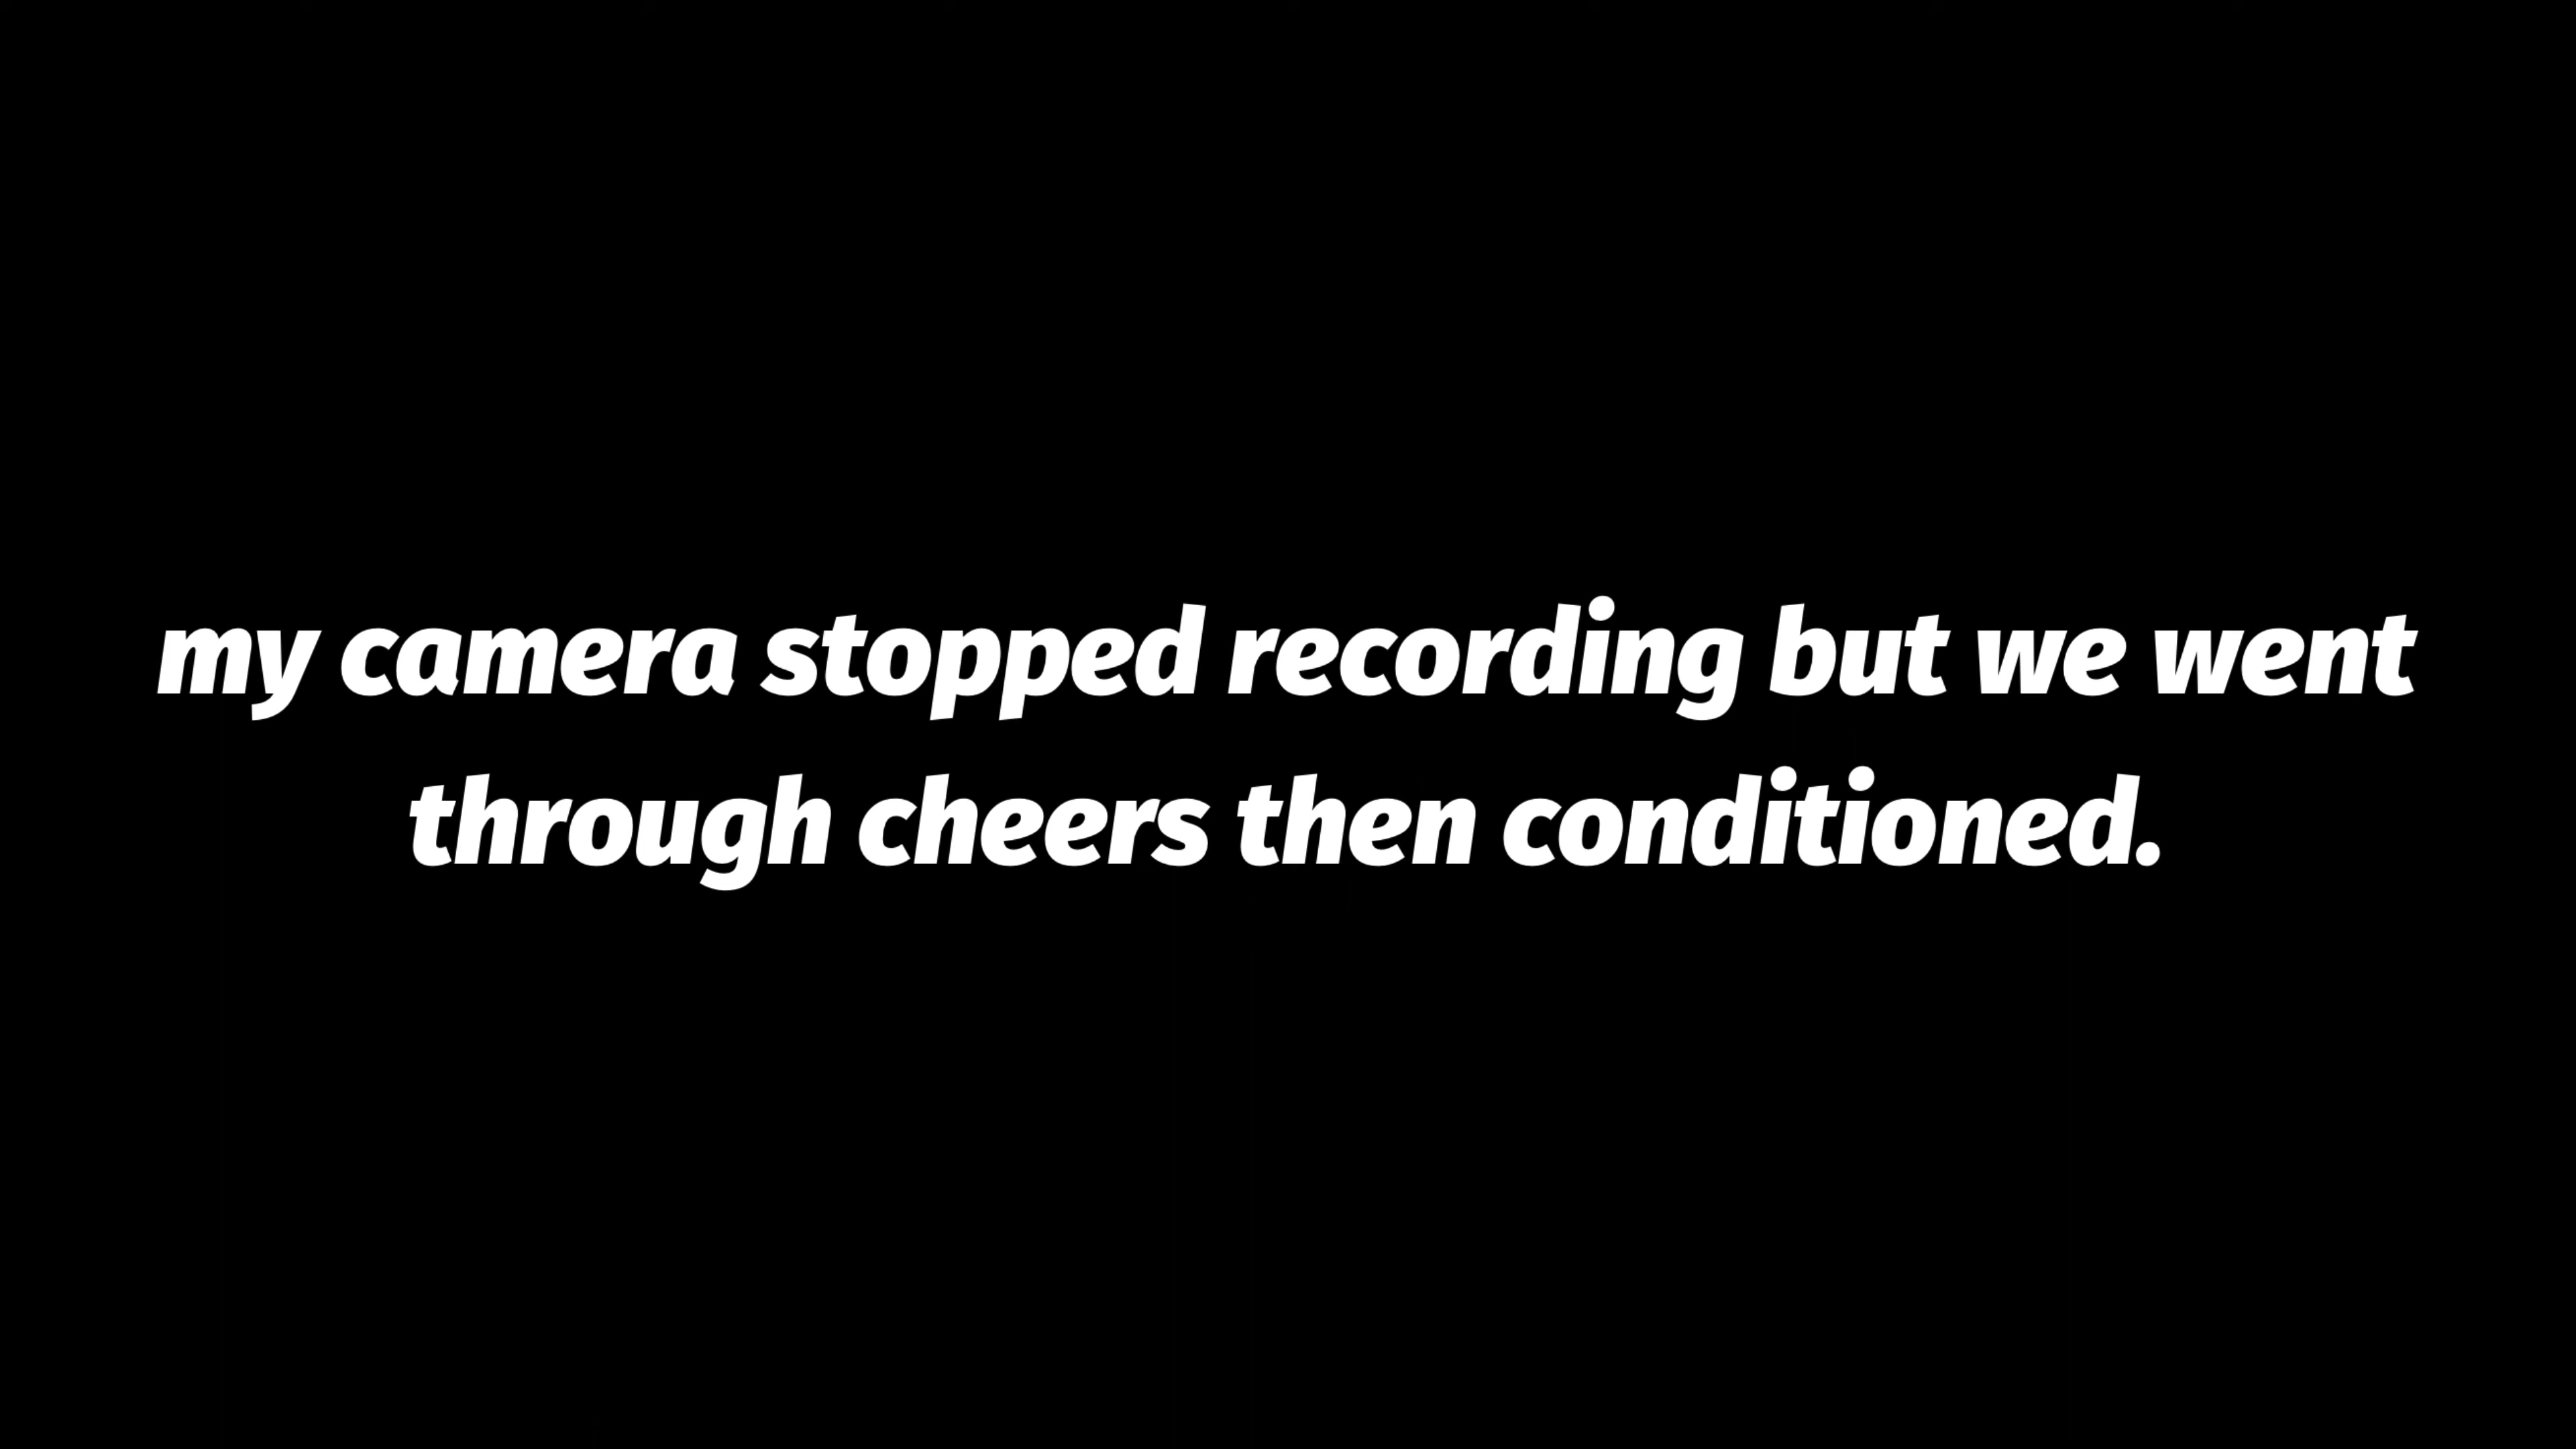 my camera stopped recording but we went
through cheers then conditioned.